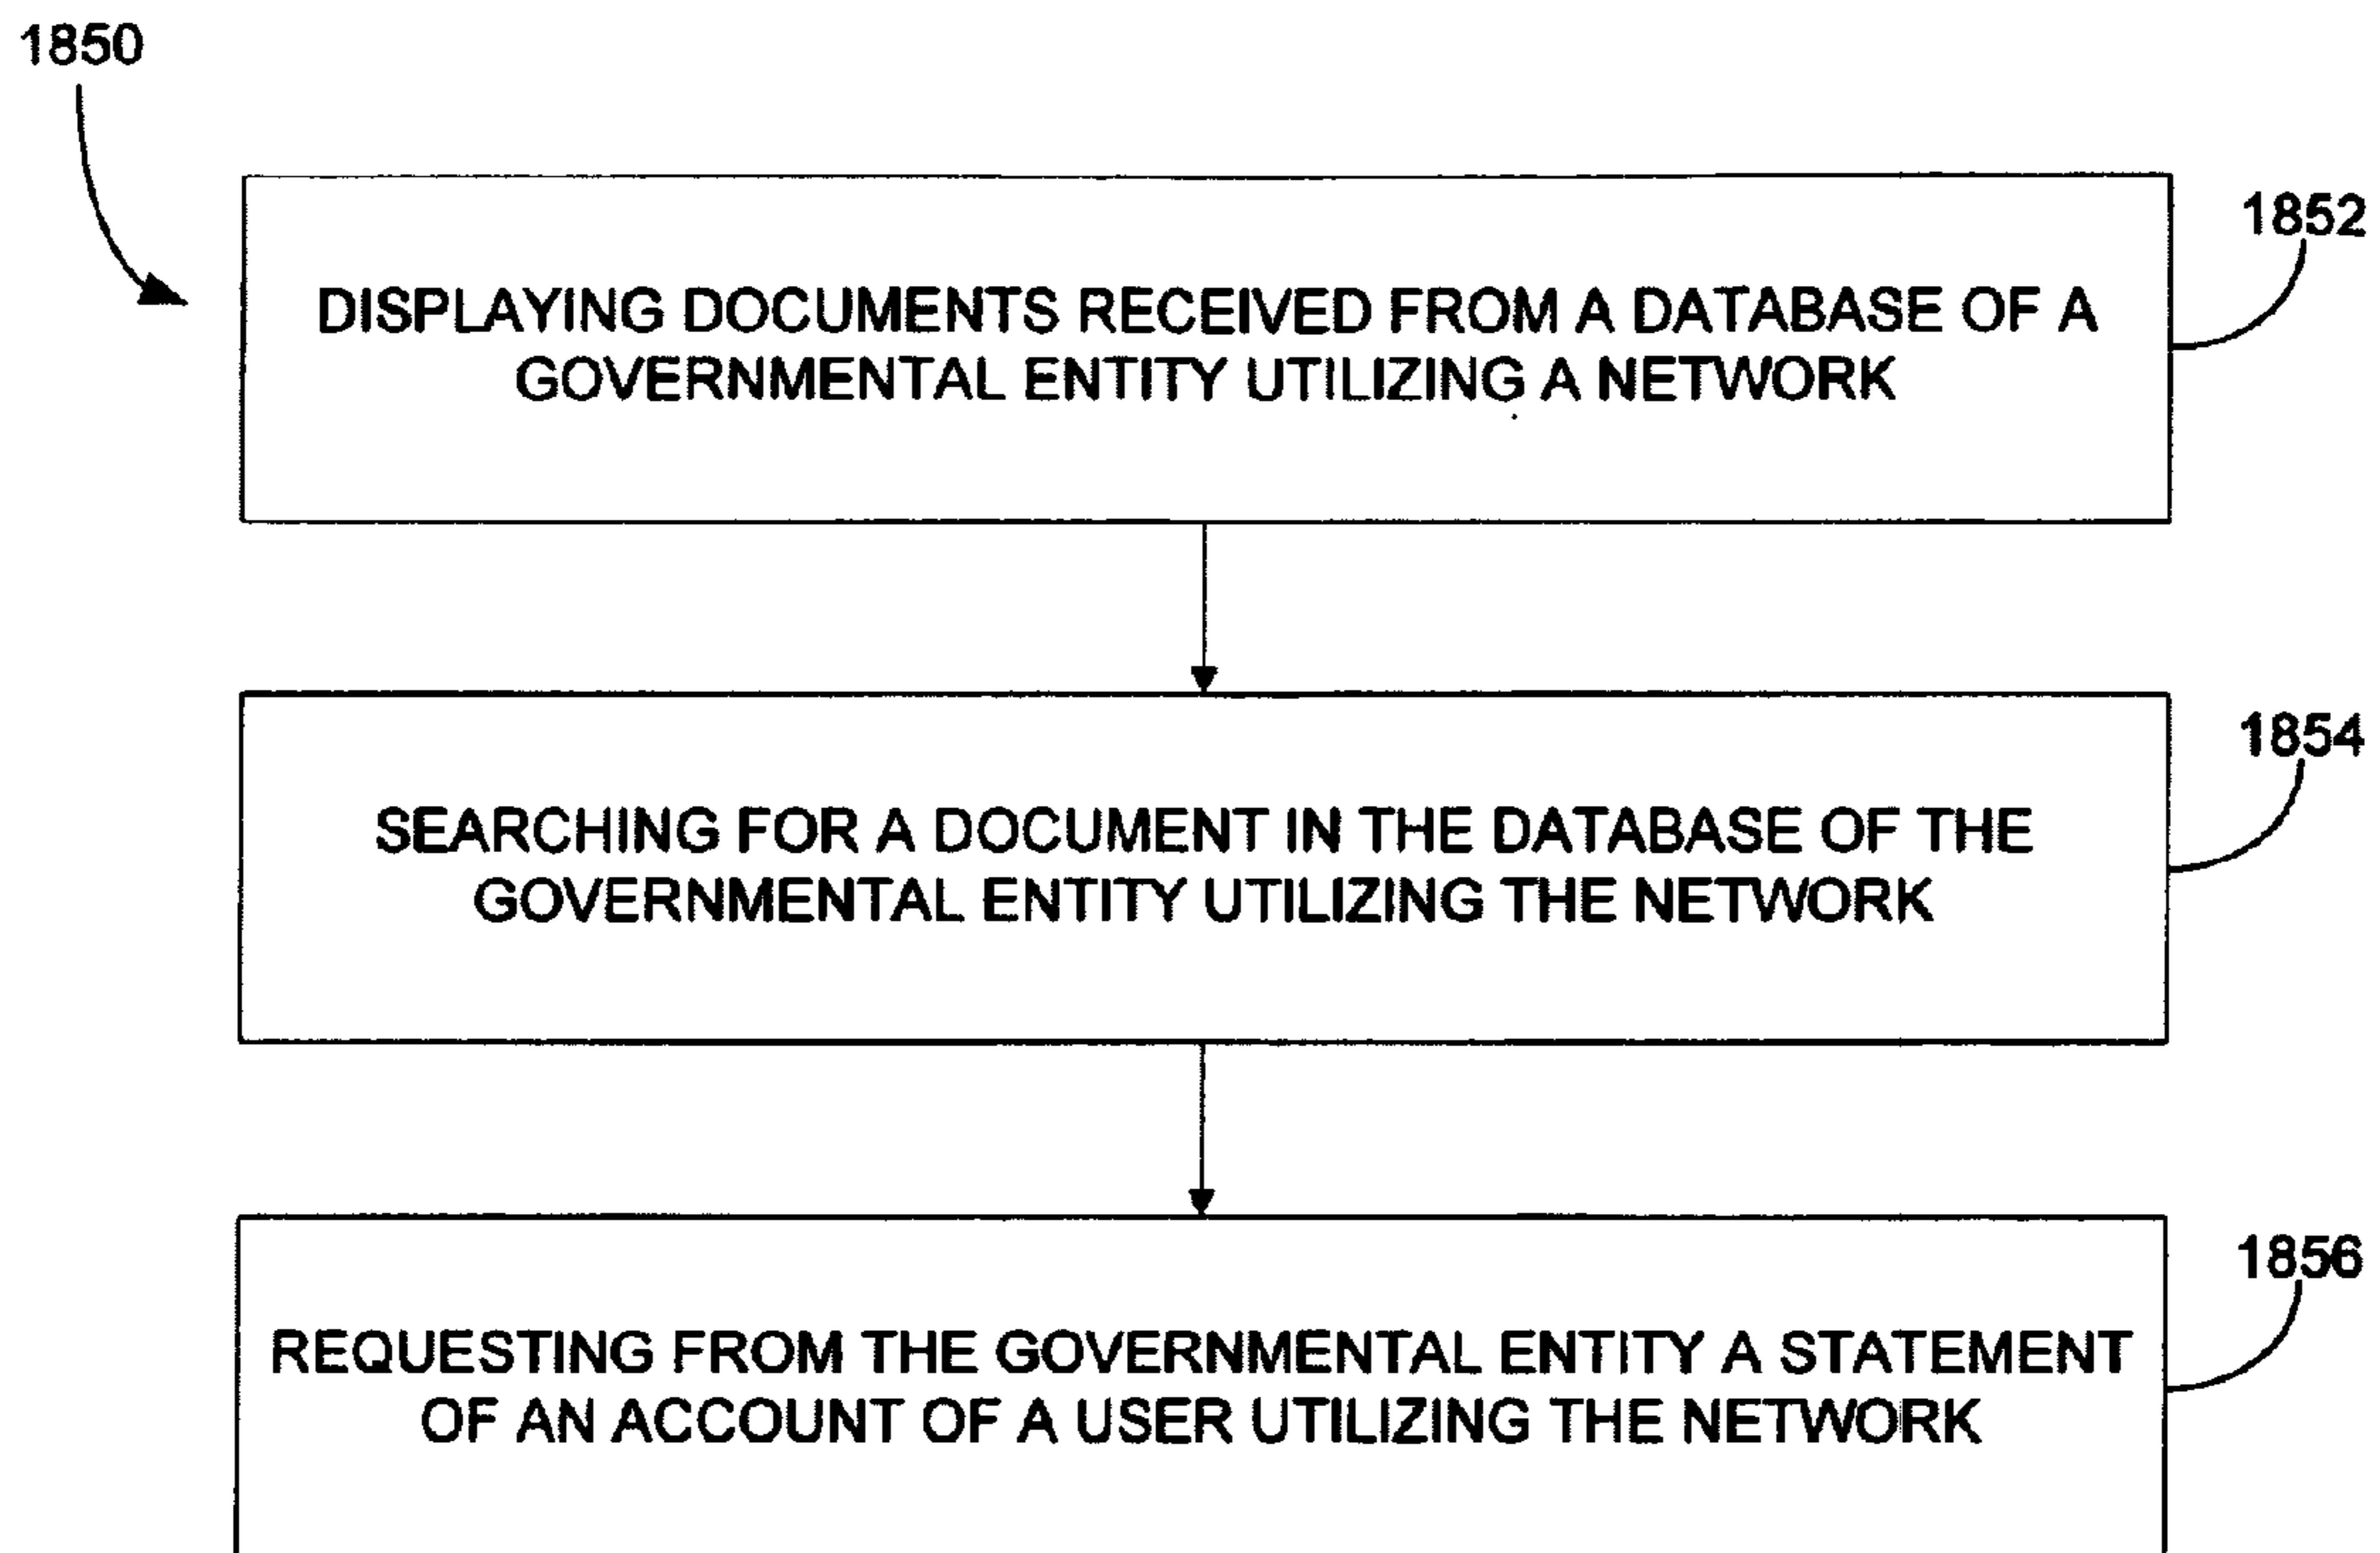 1850
1852
DISPLAYING DOCUMENTS RECEIVED FROM A DATABASE OF A
GOVERNMENTAL ENTITY UTILIZING A NETWORK
1854
SEARCHING FOR A DOCUMENT IN THE DATABASE OF THE
GOVERNMENTAL ENTITY UTILIZING THE NETWORK
1856
REQUESTING FROM THE GOVERNMENTAL ENTITY A STATEMENT
OF AN ACCOUNT OF A USER UTILIZING THE NETWORK